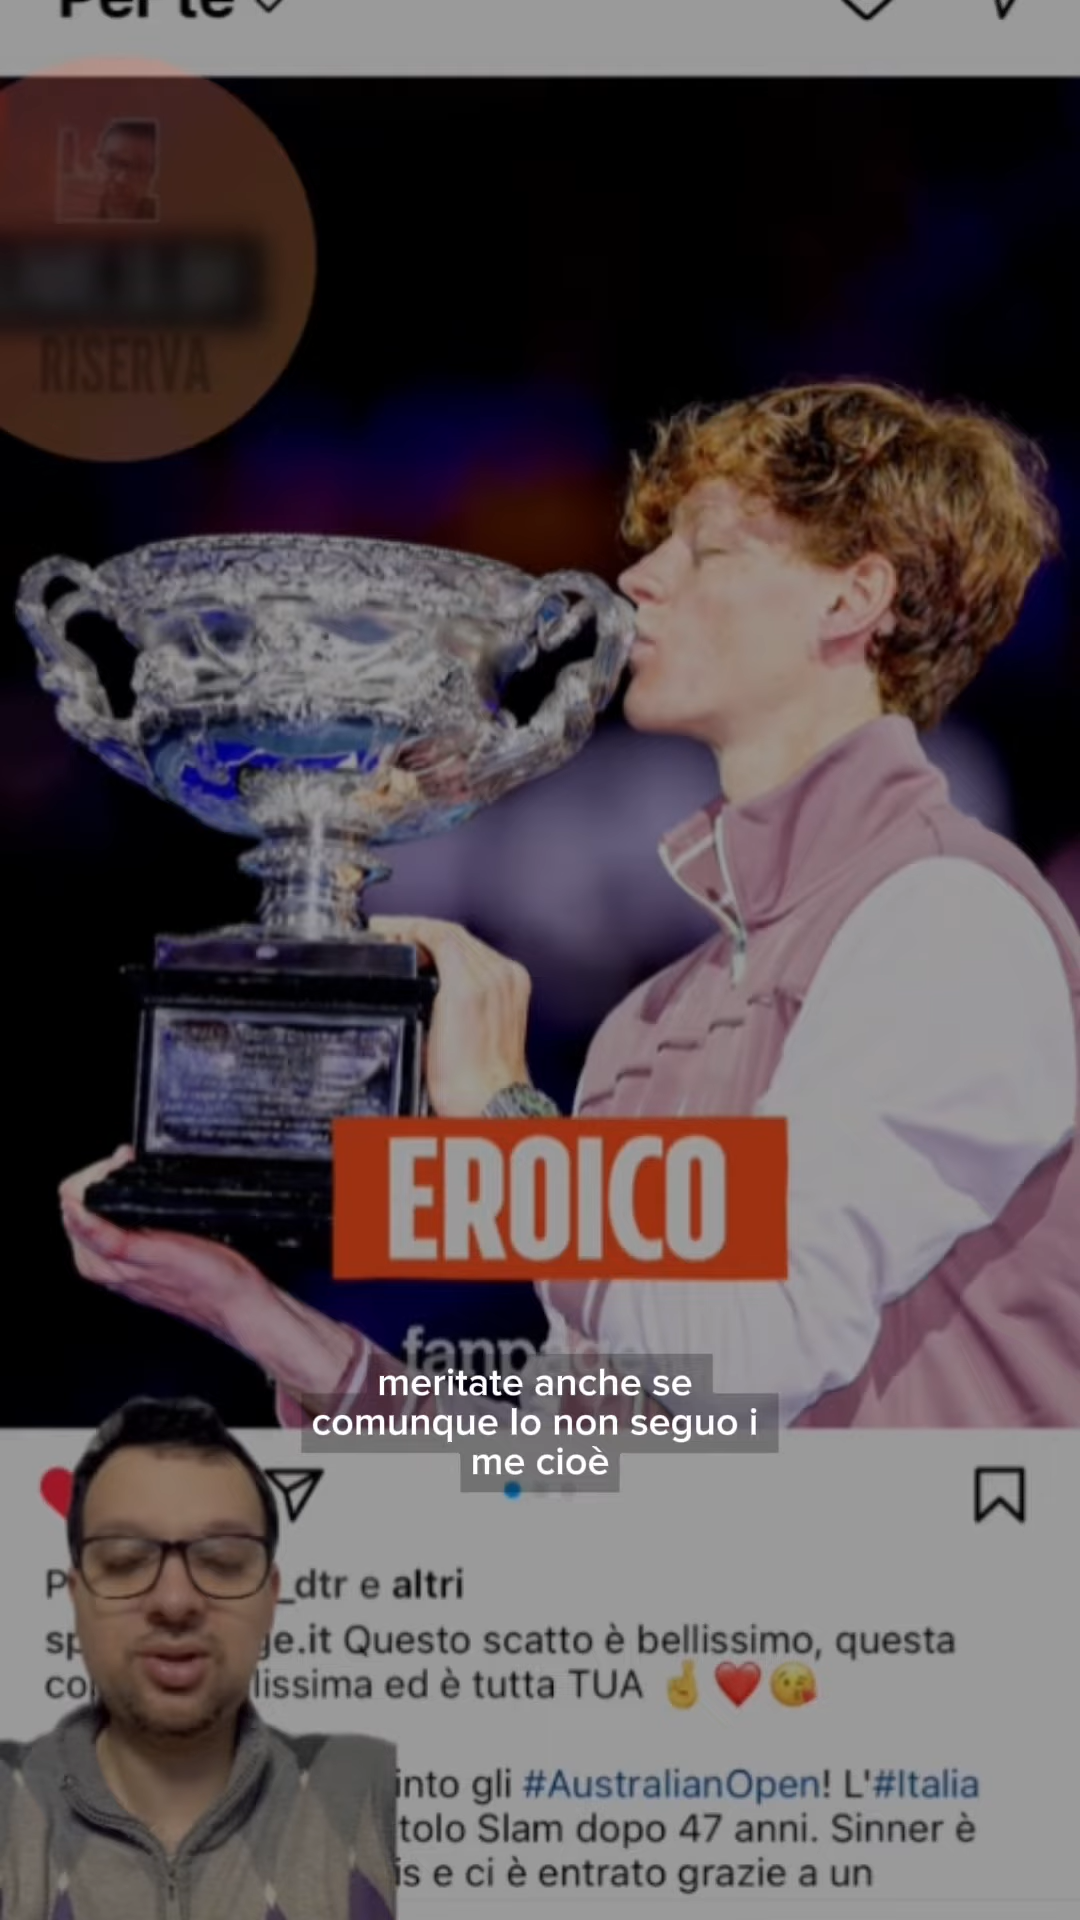 Per te
RISERVA
EROICO
fanpage
meritate anche se
comunque Io non seguo i
me cioè
_dtr e altri
ge.it Questo scatto è bellissimo, questa
lissima ed è tutta TUA 🤞❤️😘
into gli #AustralianOpen! L'#Italia
tolo Slam dopo 47 anni. Sinner è
is e ci è entrato grazie a un